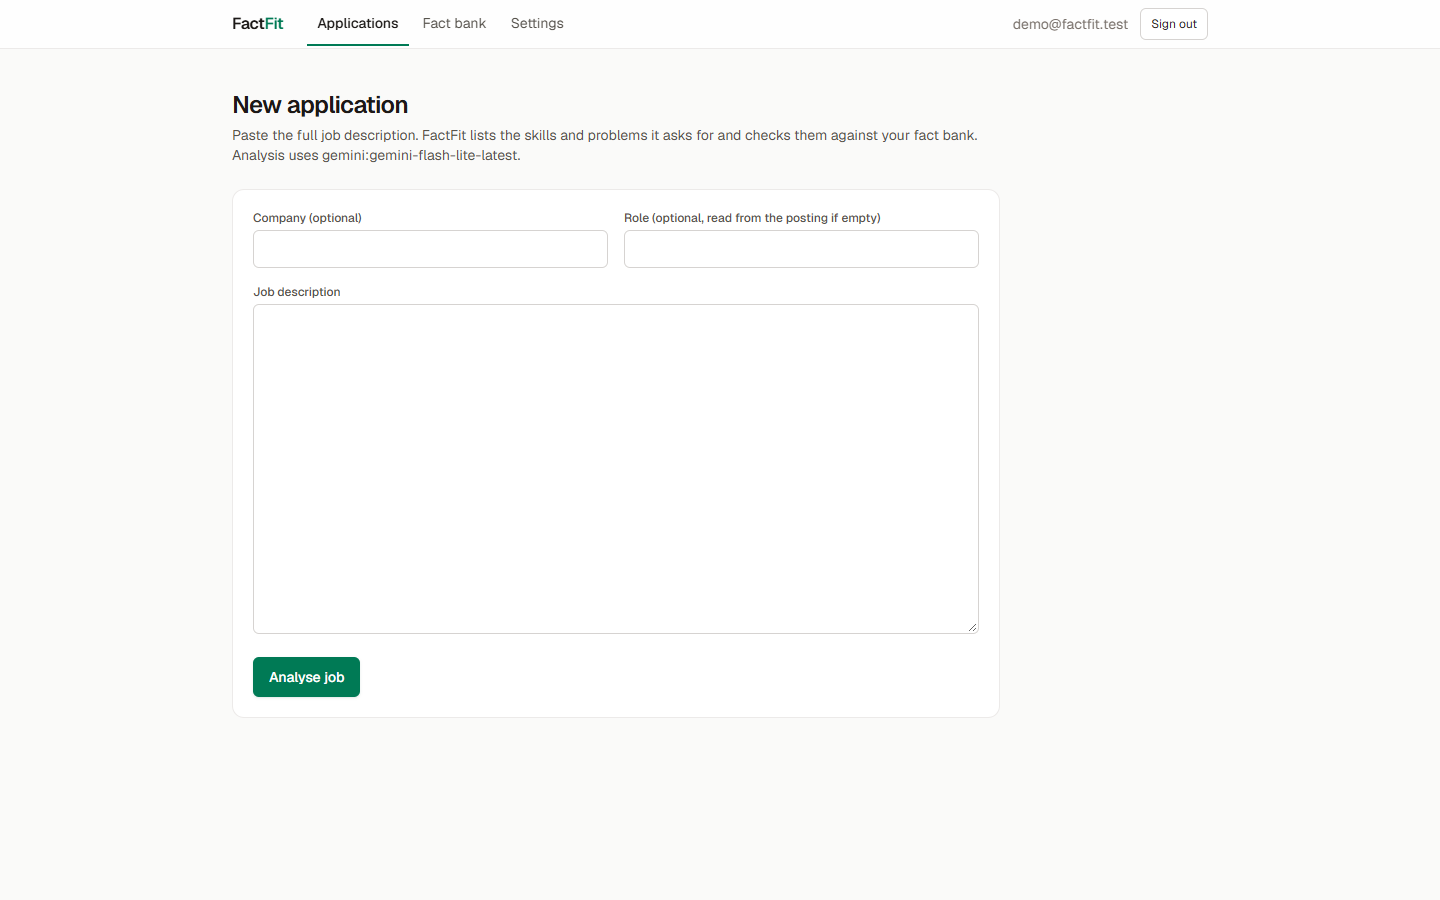 FactFit Applications Fact bank Settings demo@factfit.test Sign out
New application
Paste the full job description. FactFit lists the skills and problems it asks for and checks them against your fact bank.
Analysis uses gemini:gemini-flash-lite-latest.
Company (optional) Role (optional, read from the posting if empty)
Job description
Analyse job